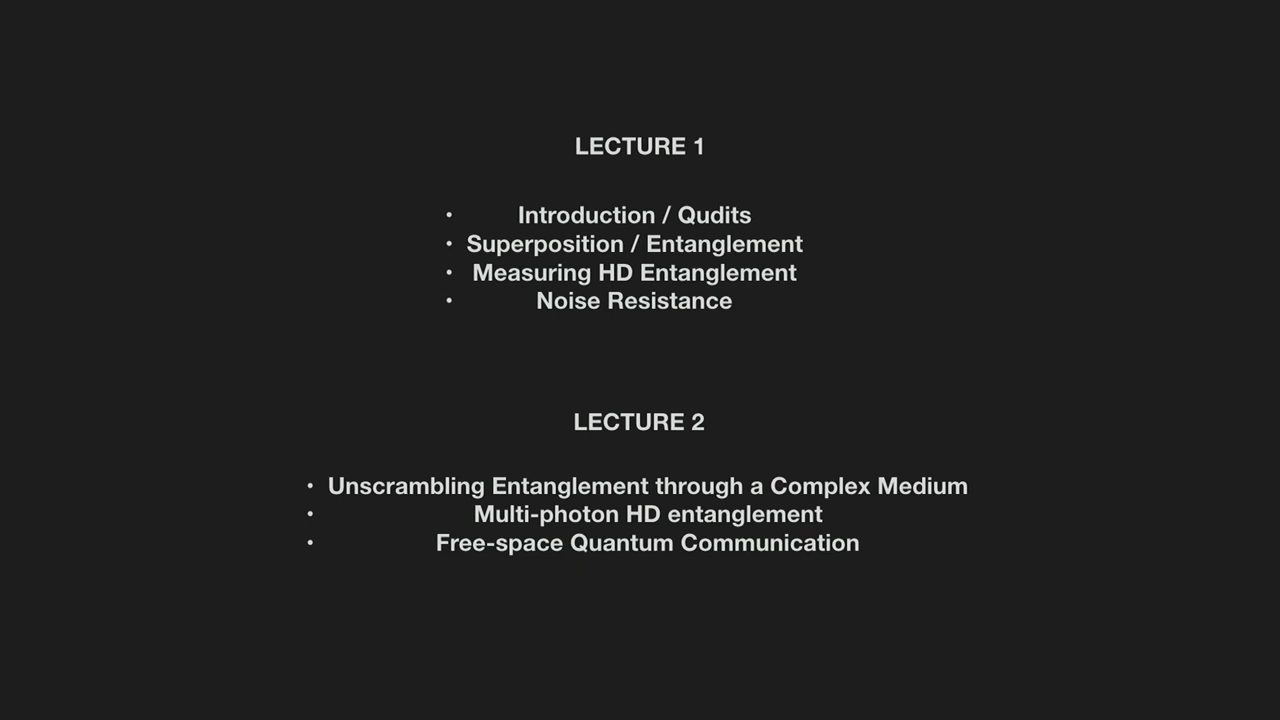 LECTURE 1
• Introduction / Qudits
• Superposition / Entanglement
• Measuring HD Entanglement
• Noise Resistance
LECTURE 2
• Unscrambling Entanglement through a Complex Medium
• Multi-photon HD entanglement
• Free-space Quantum Communication